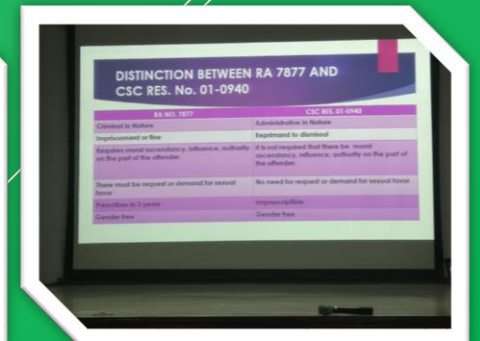 DISTINCTION BETWEEN RA 7877 AND
CSC RES. No. 01-0940
RA NO. 7877
CSC RES. 01-0940
Criminal in Nature
Administrative in Nature
Imprisonment or fine
Reprimand to dismissal
Requires moral ascendancy, influence, authority
on the part of the offender
It is not required that there be moral
ascendancy, influence, authority on the part of
the offender.
There must be request or demand for sexual
favor
No need for request or demand for sexual favor
Prescribes in 3 years
Imprescriptible
Gender free
Gender free